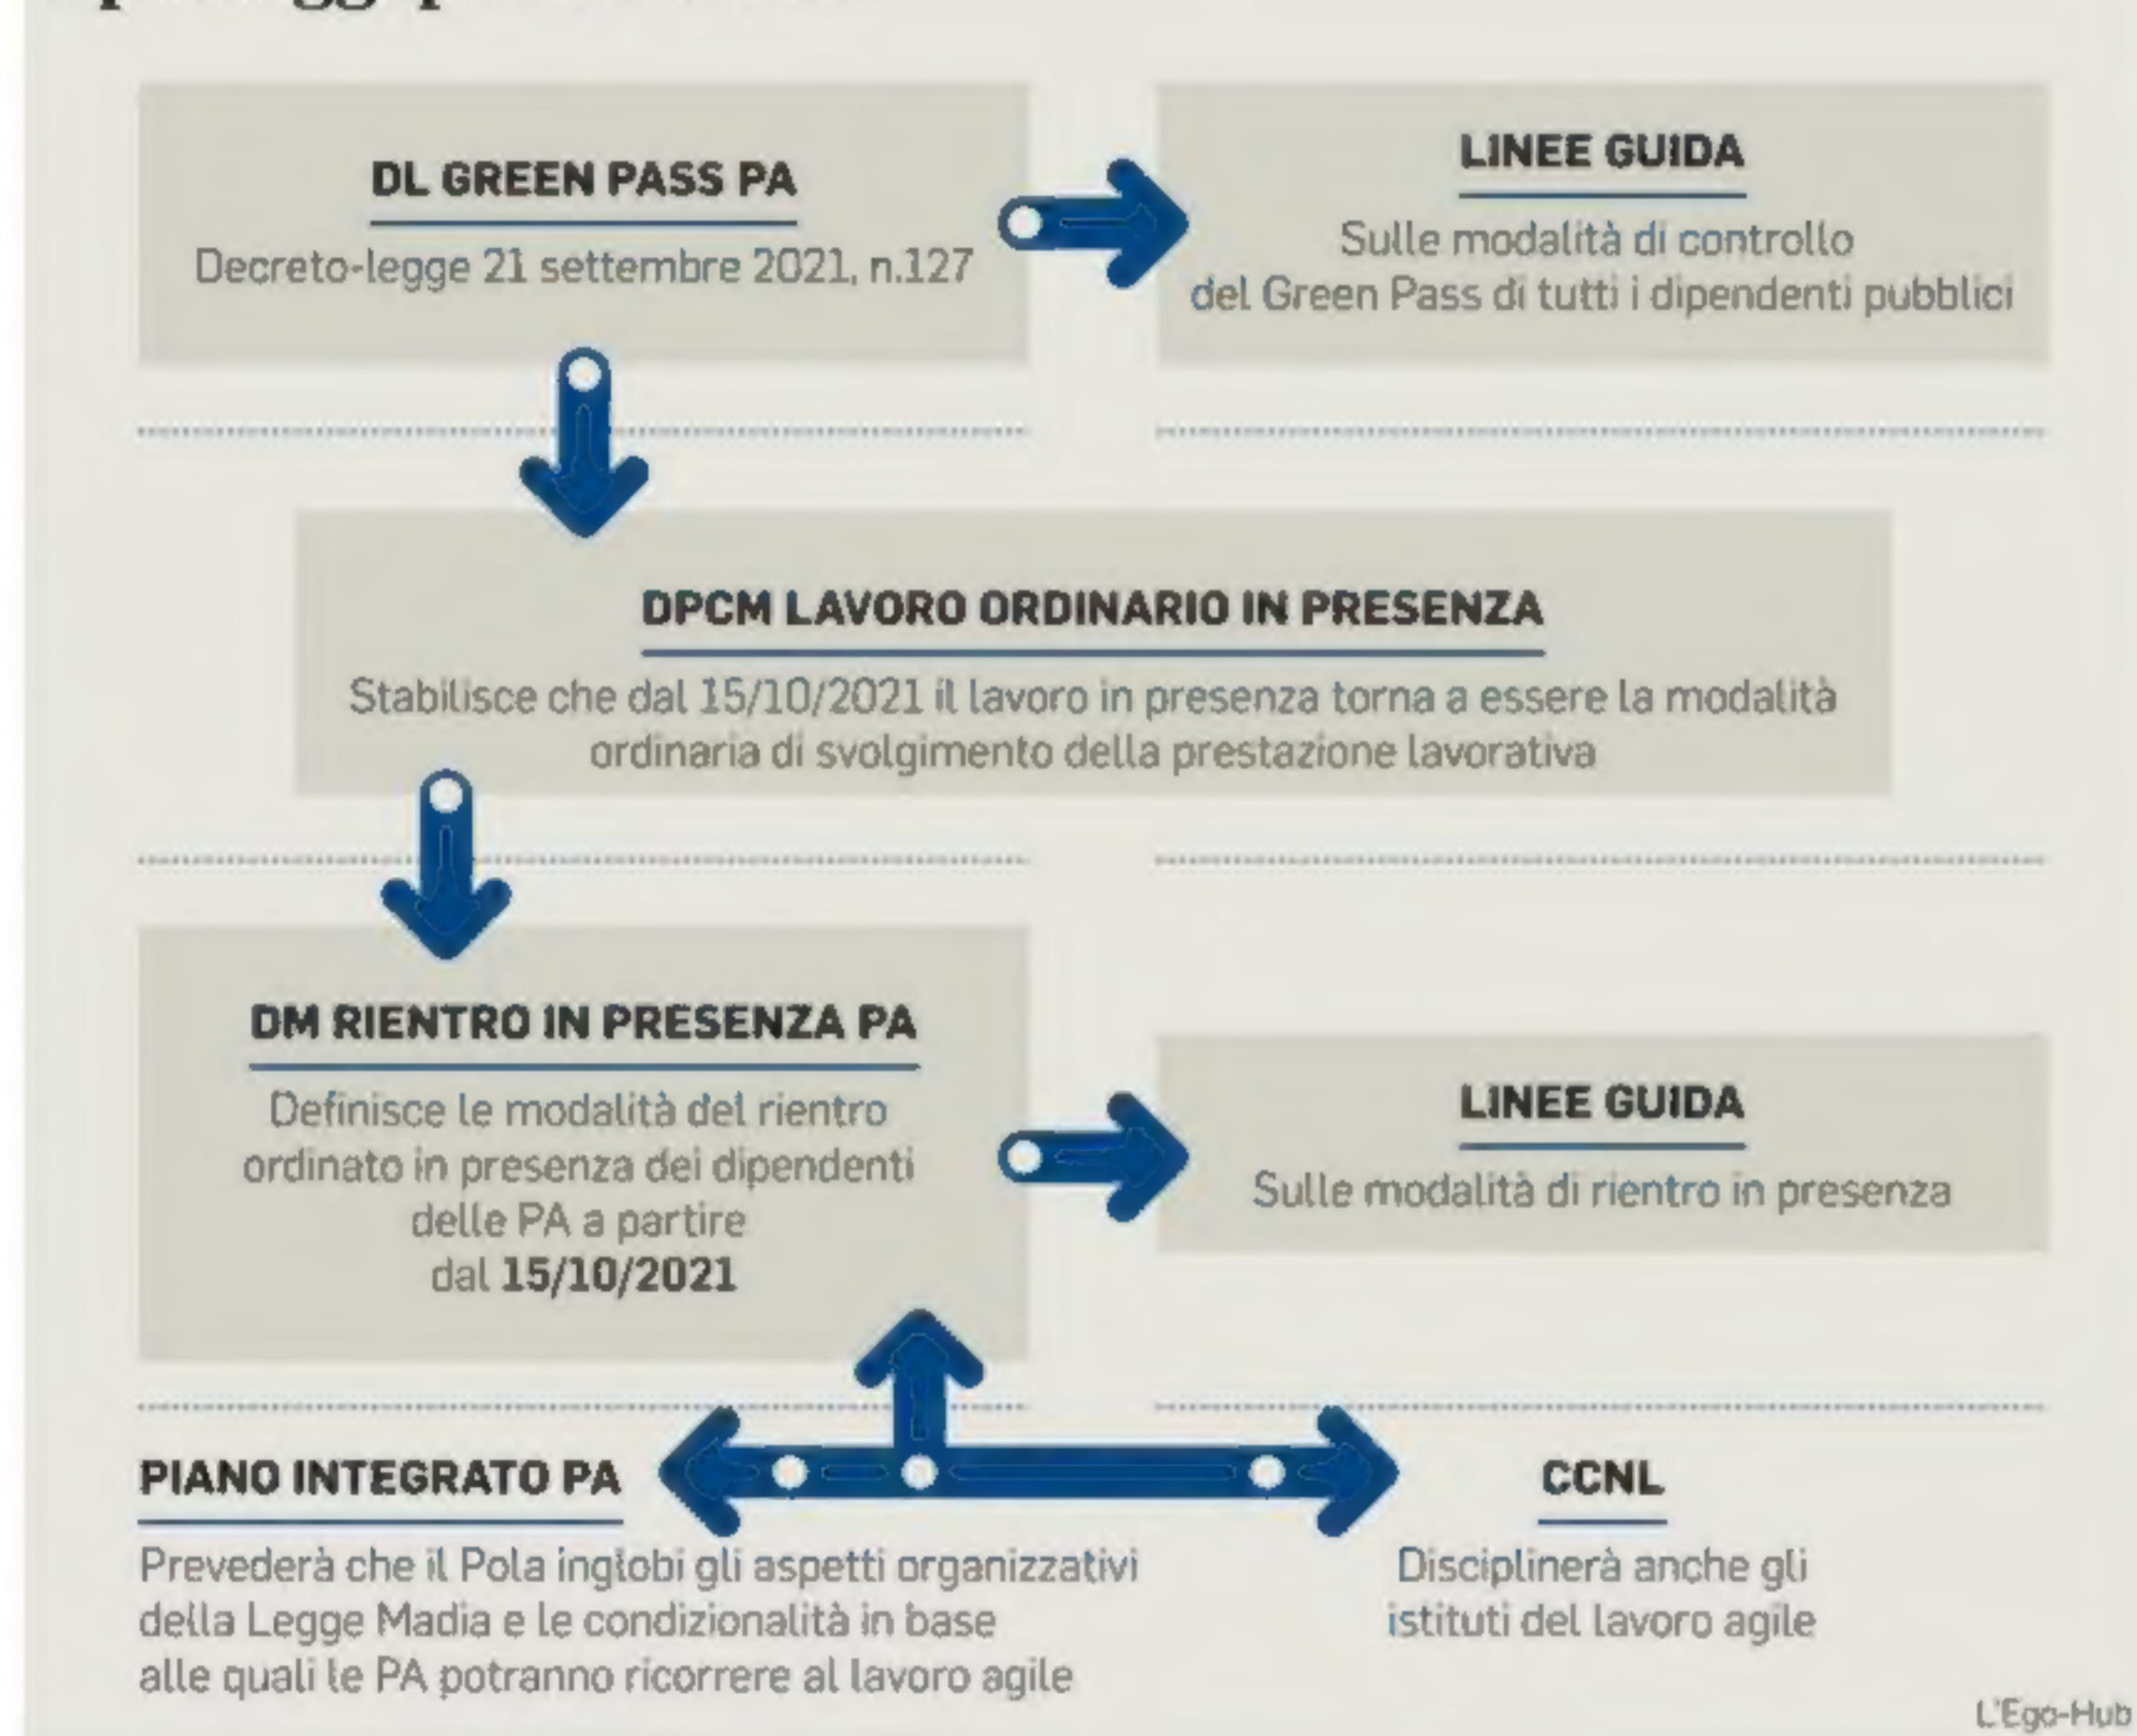 DL GREEN PASS PA
Decreto-legge 21 settembre 2021, n.127
LINEE GUIDA
Sulle modalità di controllo
del Green Pass di tutti i dipendenti pubblici
DPCM LAVORO ORDINARIO IN PRESENZA
Stabilisce che dal 15/10/2021 il lavoro in presenza torna a essere la modalità
ordinaria di svolgimento della prestazione lavorativa
DM RIENTRO IN PRESENZA PA
Definisce le modalità del rientro
ordinato in presenza dei dipendenti
delle PA a partire
dal 15/10/2021
LINEE GUIDA
Sulle modalità di rientro in presenza
PIANO INTEGRATO PA
Prevederà che il Pola inglobi gli aspetti organizzativi
della Legge Madia e le condizionalità in base
alle quali le PA potranno ricorrere al lavoro agile
CCNL
Disciplinerà anche gli
istituti del lavoro agile
L'Ego-Hub